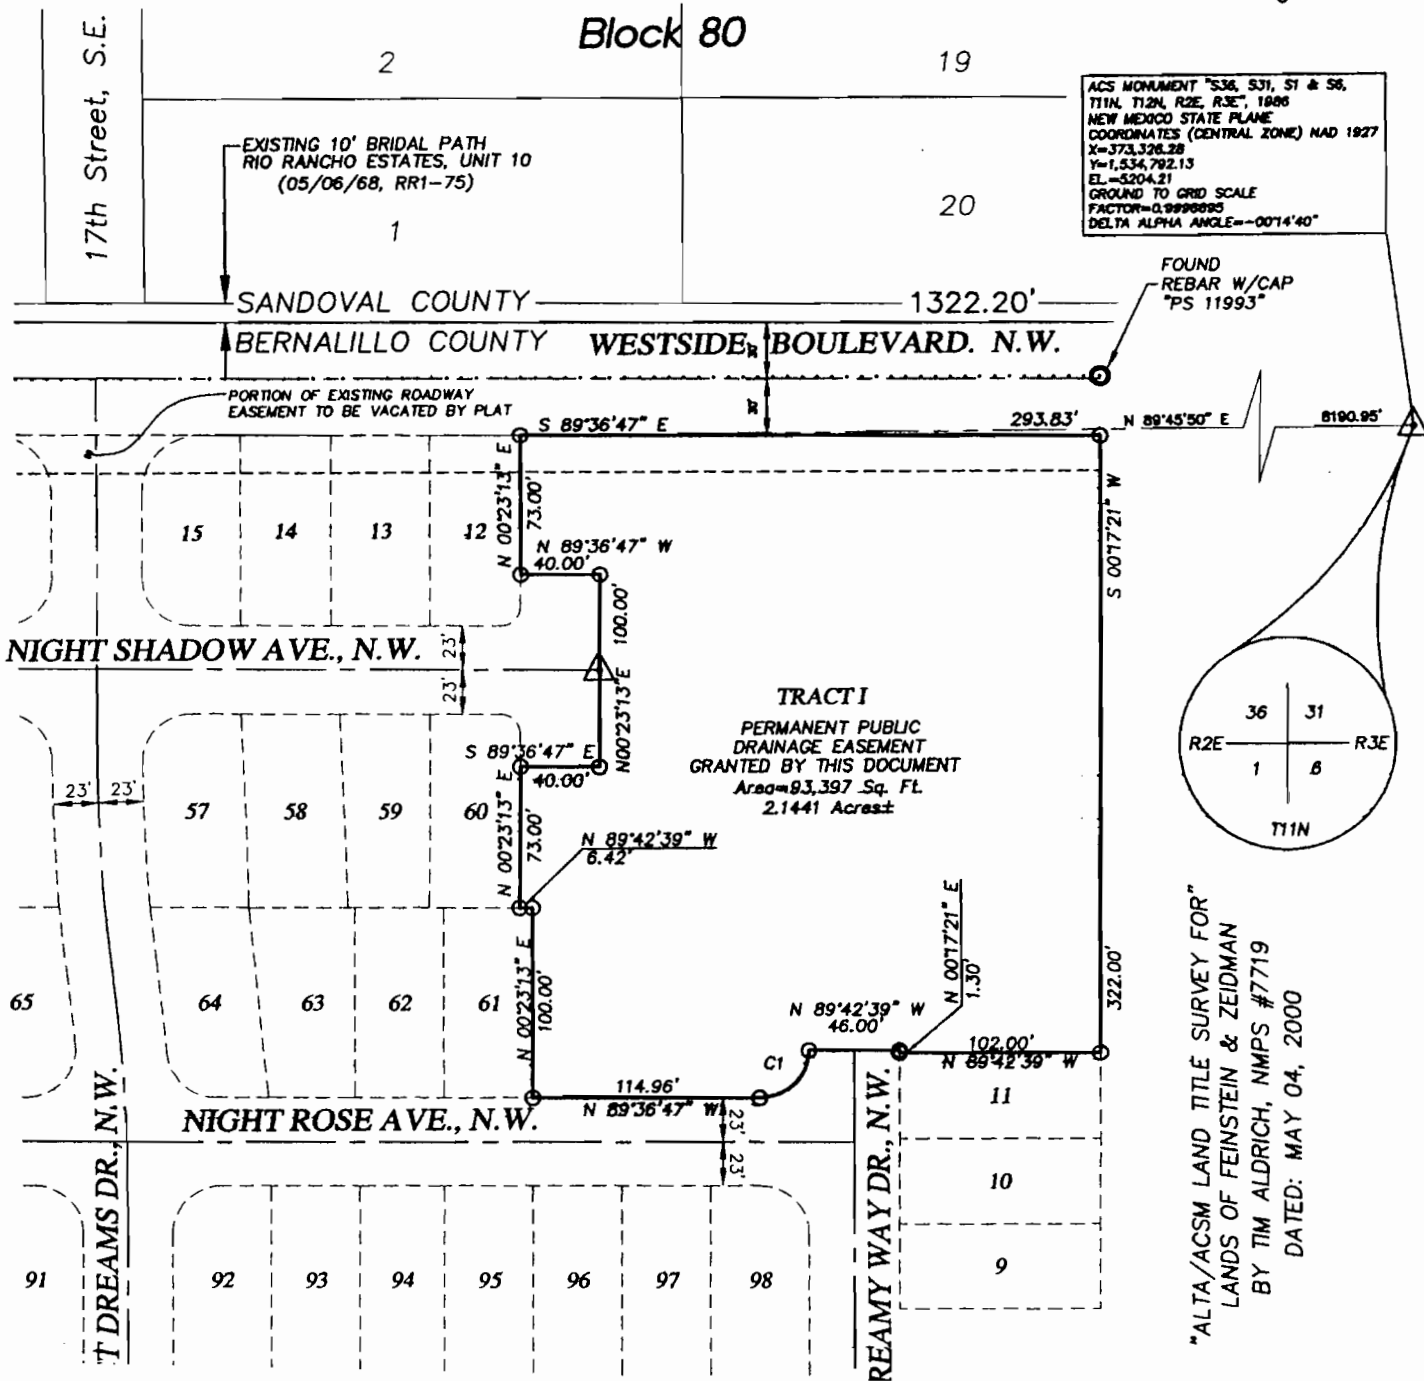 Block 80
17th Street, S.E.
2
19
ACS MONUMENT "S36, S31, S1 & S6,
T11N, T12N, R2E, R3E", 1986
NEW MEXICO STATE PLANE
COORDINATES (CENTRAL ZONE) NAD 1927
X=373,326.28
Y=1,534,792.13
EL.=5204.21
GROUND TO GRID SCALE
DELTA ALPHA ANGLE=-00°14'40"
EXISTING 10' BRIDAL PATH
RIO RANCHO ESTATES, UNIT 10
(05/06/68, RR1-75)
1
20
FOUND
REBAR W/CAP
"PS 11993"
SANDOVAL COUNTY
1322.20'
BERNALILLO COUNTY
WESTSIDE BOULEVARD. N.W.
PORTION OF EXISTING ROADWAY
EASEMENT TO BE VACATED BY PLAT
S 89°36'47" E
293.83'
N 89°45'50" E
8190.95'
N 00°23'13" E
73.00'
S 00°17'21" W
322.00'
15
14
13
12
N 89°36'47" W
40.00'
100.00'
N00°23'13"E
NIGHT SHADOW AVE., N.W.
23'
23'
TRACT I
PERMANENT PUBLIC
DRAINAGE EASEMENT
GRANTED BY THIS DOCUMENT
Area=93,397 Sq. Ft.
2.1441 Acres±
36
31
R2E
R3E
1
6
T11N
S 89°36'47" E
40.00'
23'
23'
57
58
59
60
N 00°23'13" E
73.00'
N 89°42'39" W
6.42'
65
64
63
62
61
N 00°23'13" E
100.00'
N 00°17'21" E
1.30'
N 89°42'39" W
46.00'
C1
102.00'
N 89°42'39" W
114.96'
N 89°36'47" W
NIGHT ROSE AVE., N.W.
23'
23'
11
10
9
T DREAMS DR., N.W.
REAMY WAY DR., N.W.
91
92
93
94
95
96
97
98
"ALTA/ACSM LAND TITLE SURVEY FOR"
LANDS OF FEINSTEIN & ZEIDMAN
BY TIM ALDRICH, NMPS #7719
DATED: MAY 04, 2000